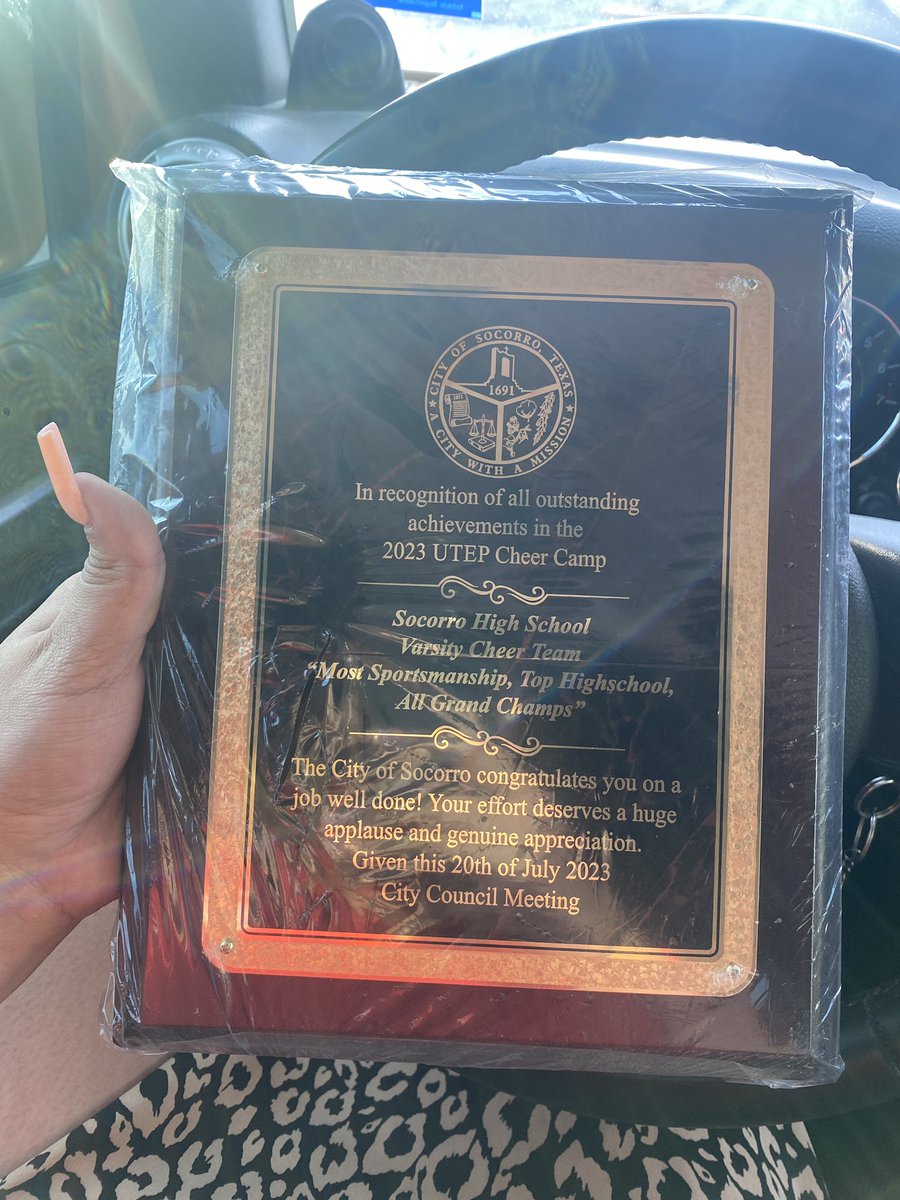 CITY OF SOCORRO, TEXAS
1691
1871
A CITY WITH A MISSION
In recognition of all outstanding
achievements in the
2023 UTEP Cheer Camp
Socorro High School
Varsity Cheer Team
“Most Sportsmanship, Top Highschool,
All Grand Champs”
The City of Socorro congratulates you on a
job well done! Your effort deserves a huge
applause and genuine appreciation.
Given this 20th of July 2023
City Council Meeting